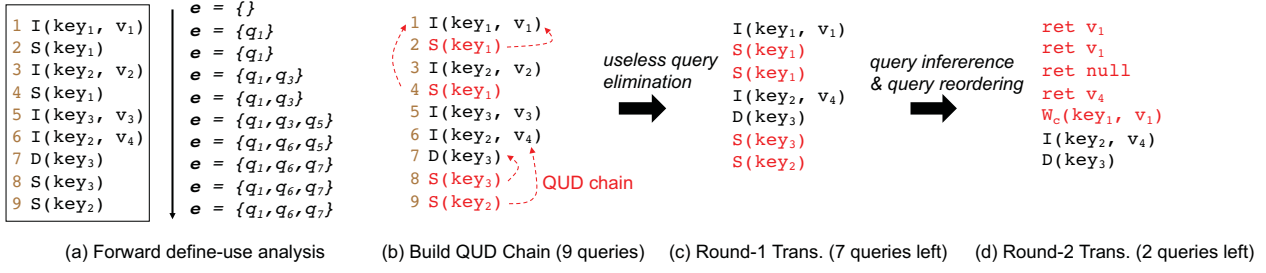 1 I(key₁, v₁)
2 S(key₁)
3 I(key₂, v₂)
4 S(key₁)
5 I(key₃, v₃)
6 I(key₂, v₄)
7 D(key₃)
8 S(key₃)
9 S(key₂)
e = {}
e = {q₁}
e = {q₁}
e = {q₁,q₃}
e = {q₁,q₃}
e = {q₁,q₃,q₅}
e = {q₁,q₆,q₅}
e = {q₁,q₆,q₇}
e = {q₁,q₆,q₇}
e = {q₁,q₆,q₇}
(a) Forward define-use analysis
1 I(key₁, v₁)
2 S(key₁)
3 I(key₂, v₂)
4 S(key₁)
5 I(key₃, v₃)
6 I(key₂, v₄)
7 D(key₃)
8 S(key₃)
9 S(key₂)
QUD chain
(b) Build QUD Chain (9 queries)
useless query
elimination
I(key₁, v₁)
S(key₁)
S(key₁)
I(key₂, v₄)
D(key₃)
S(key₃)
S(key₂)
(c) Round-1 Trans. (7 queries left)
query infererence
& query reordering
ret v₁
ret v₁
ret null
ret v₄
W꜀(key₁, v₁)
I(key₂, v₄)
D(key₃)
(d) Round-2 Trans. (2 queries left)